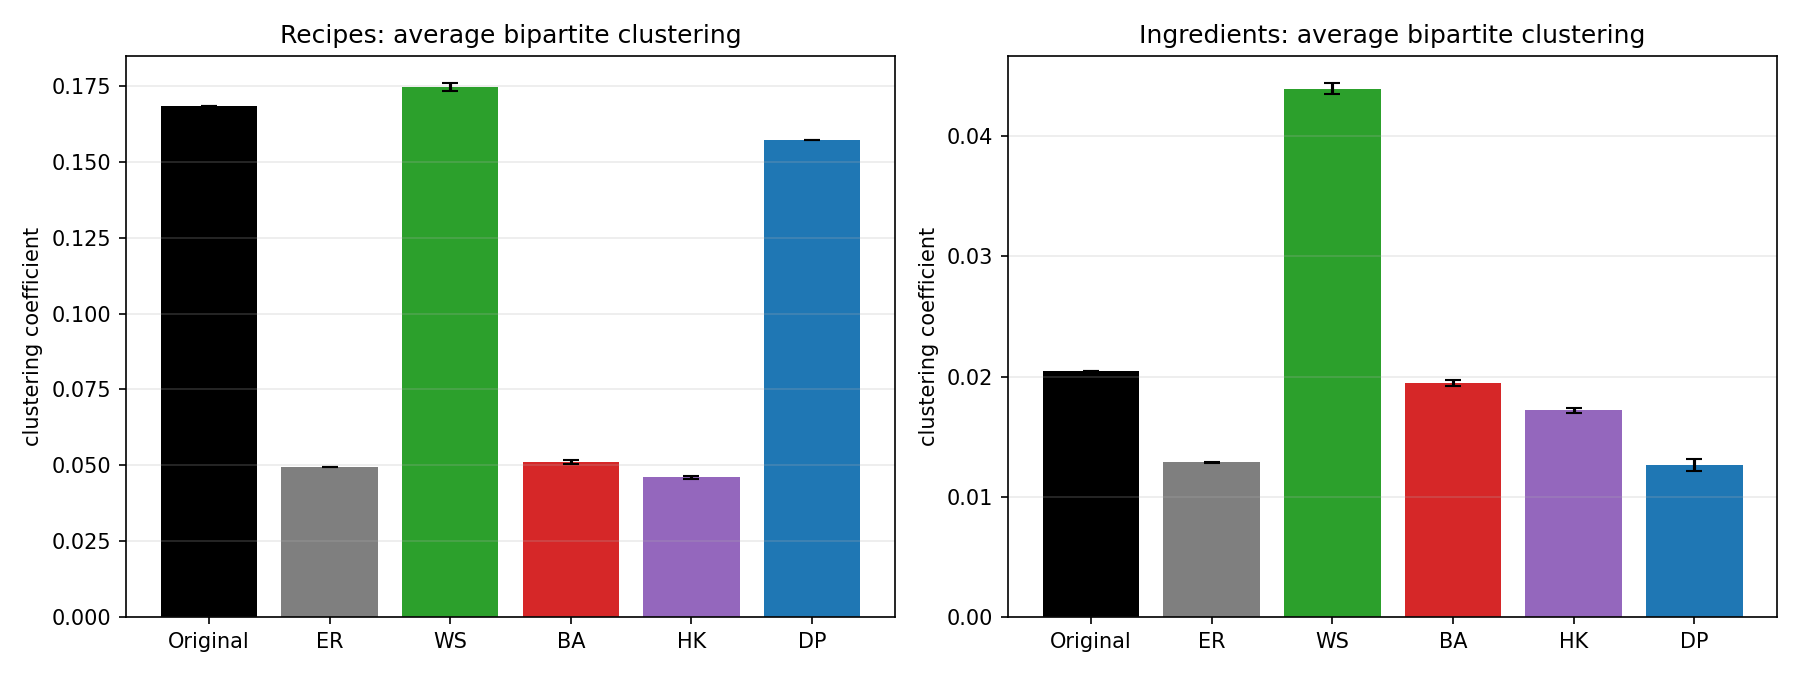 Recipes: average bipartite clustering
clustering coefficient
0.175
0.150
0.125
0.100
0.075
0.050
0.025
0.000
Original ER WS BA HK DP
Ingredients: average bipartite clustering
clustering coefficient
0.04
0.03
0.02
0.01
0.00
Original ER WS BA HK DP